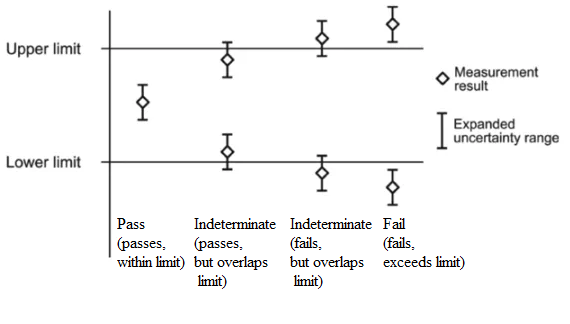 Upper limit
Measurement
result
Expanded
uncertainty range
Lower limit
Pass
(passes,
within limit)
Indeterminate
(passes,
but overlaps
limit)
Indeterminate
(fails,
but overlaps
limit)
Fail
(fails,
exceeds limit)